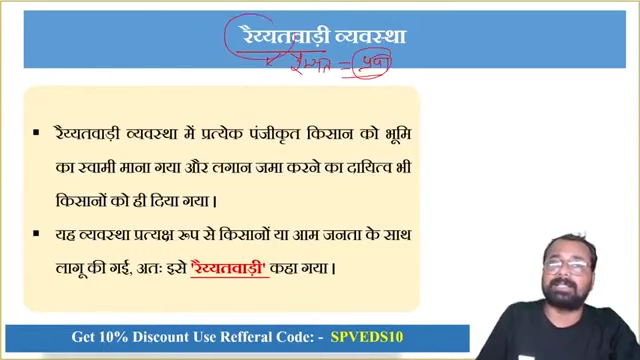 रैय्यतवाड़ी व्यवस्था
रैय्यत = प्रजा
▪ रैय्यतवाड़ी व्यवस्था में प्रत्येक पंजीकृत किसान को भूमि
का स्वामी माना गया और लगान जमा करने का दायित्व भी
किसानों को ही दिया गया।
▪ यह व्यवस्था प्रत्यक्ष रूप से किसानों या आम जनता के साथ
लागू की गई, अतः इसे 'रैय्यतवाड़ी' कहा गया।
Get 10% Discount Use Refferal Code: - SPVEDS10